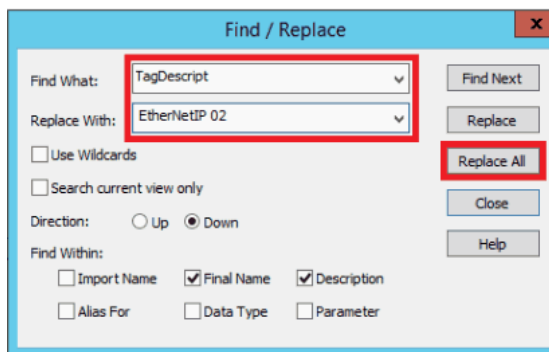 Find / Replace
x
Find What: TagDescript Find Next
Replace With: EtherNetIP 02 Replace
Use Wildcards Replace All
Search current view only
Close
Direction: Up Down
Help
Find Within:
Import Name Final Name Description
Alias For Data Type Parameter